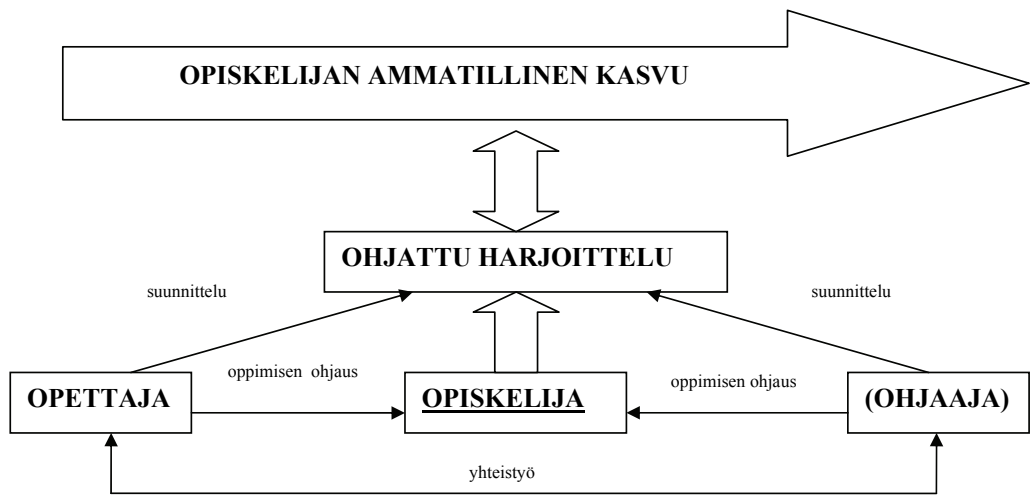 OPISKELIJAN AMMATILLINEN KASVU
OHJATTU HARJOITTELU
suunnittelu
suunnittelu
oppimisen ohjaus
oppimisen ohjaus
OPETTAJA
OPISKELIJA
(OHJAAJA)
yhteistyö